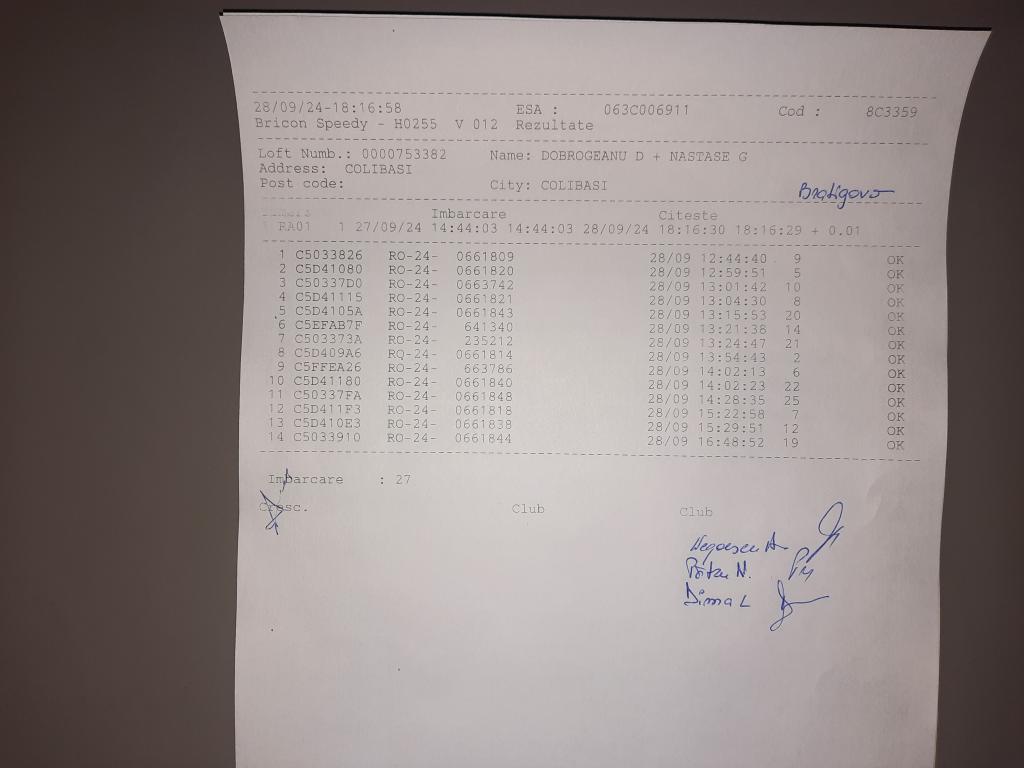 28/09/24-18:16:58 ESA : 063C006911 Cod : 8C3359
Bricon Speedy - H0255 V 012 Rezultate
Loft Numb.: 0000753382 Name: DOBROGEANU D + NASTASE G
Address: COLIBASI
Post code: City: COLIBASI
Bratigovo
Imbarcare Citeste
RA01 1 27/09/24 14:44:03 14:44:03 28/09/24 18:16:30 18:16:29 + 0.01
1 C5033826 RO-24- 0661809 28/09 12:44:40 9 OK
2 C5D41080 RO-24- 0661820 28/09 12:59:51 5 OK
3 C50337D0 RO-24- 0663742 28/09 13:01:42 10 OK
4 C5D41115 RO-24- 0661821 28/09 13:04:30 8 OK
5 C5D4105A RO-24- 0661843 28/09 13:15:53 20 OK
6 C5EFAB7F RO-24- 641340 28/09 13:21:38 14 OK
7 C503373A RO-24- 235212 28/09 13:24:47 21 OK
8 C5D409A6 RO-24- 0661814 28/09 13:54:43 2 OK
9 C5FFEA26 RO-24- 663786 28/09 14:02:13 6 OK
10 C5D41180 RO-24- 0661840 28/09 14:02:23 22 OK
11 C50337FA RO-24- 0661848 28/09 14:28:35 25 OK
12 C5D411F3 RO-24- 0661818 28/09 15:22:58 7 OK
13 C5D410E3 RO-24- 0661838 28/09 15:29:51 12 OK
14 C5033910 RO-24- 0661844 28/09 16:48:52 19 OK
Imbarcare : 27
Cresc. Club Club
Negoescu A
N.
Dima L